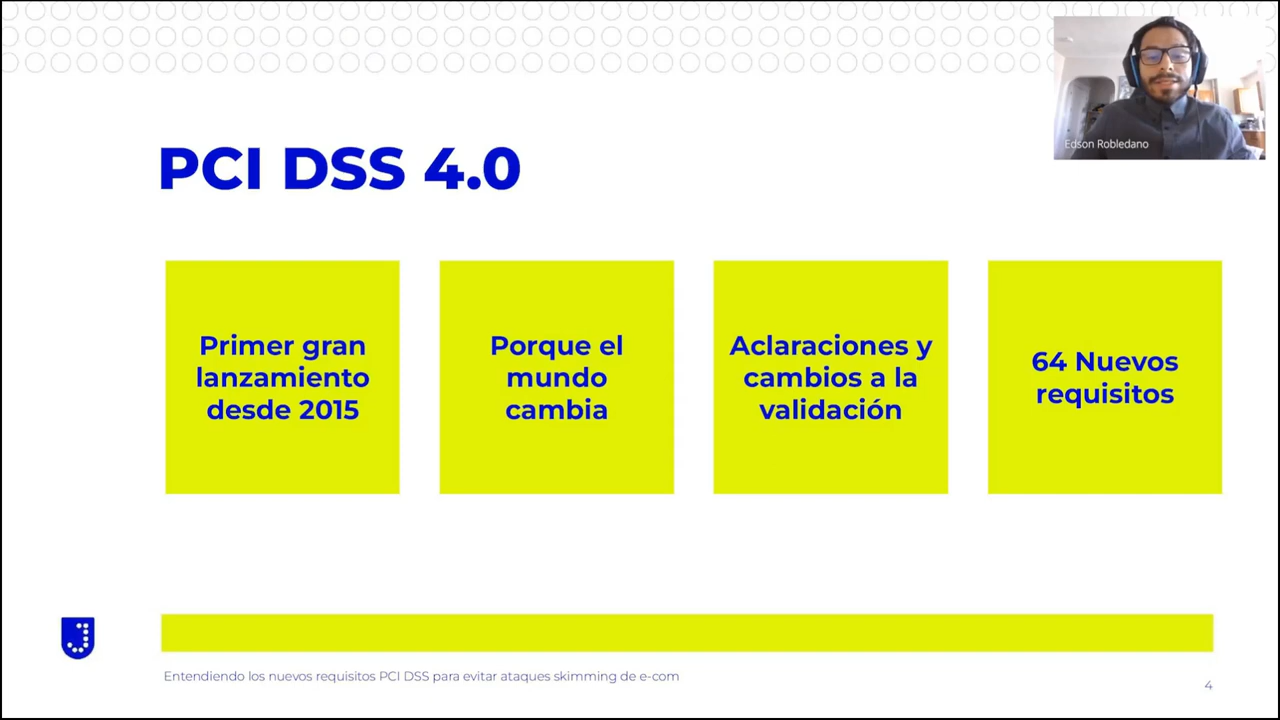 Edson Robledano
PCI DSS 4.0
Primer gran
lanzamiento
desde 2015
Porque el
mundo
cambia
Aclaraciones y
cambios a la
validación
64 Nuevos
requisitos
Entendiendo los nuevos requisitos PCI DSS para evitar ataques skimming de e-com
4